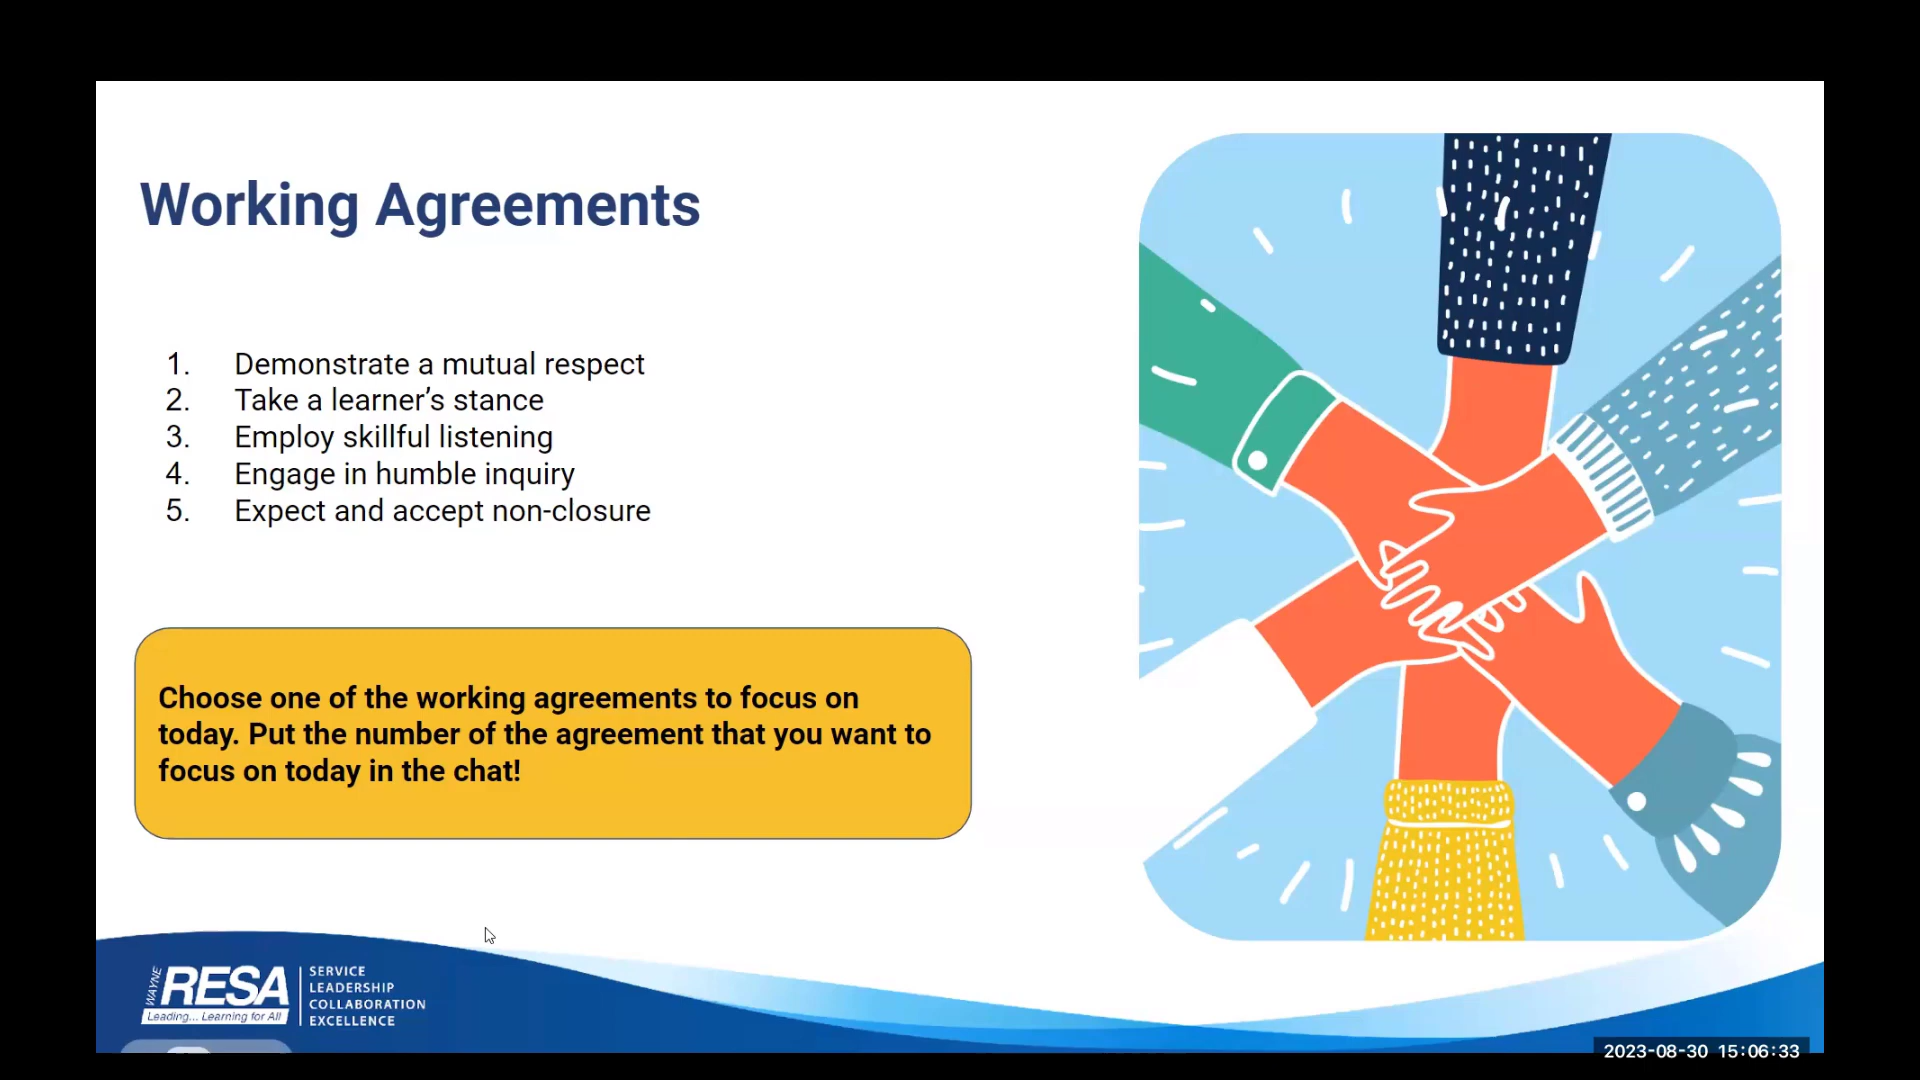 Working Agreements
1. Demonstrate a mutual respect
2. Take a learner’s stance
3. Employ skillful listening
4. Engage in humble inquiry
5. Expect and accept non-closure
Choose one of the working agreements to focus on
today. Put the number of the agreement that you want to
focus on today in the chat!
WAYNE
RESA
Leading... Learning for All
SERVICE
LEADERSHIP
COLLABORATION
EXCELLENCE
2023-08-30 15:06:33